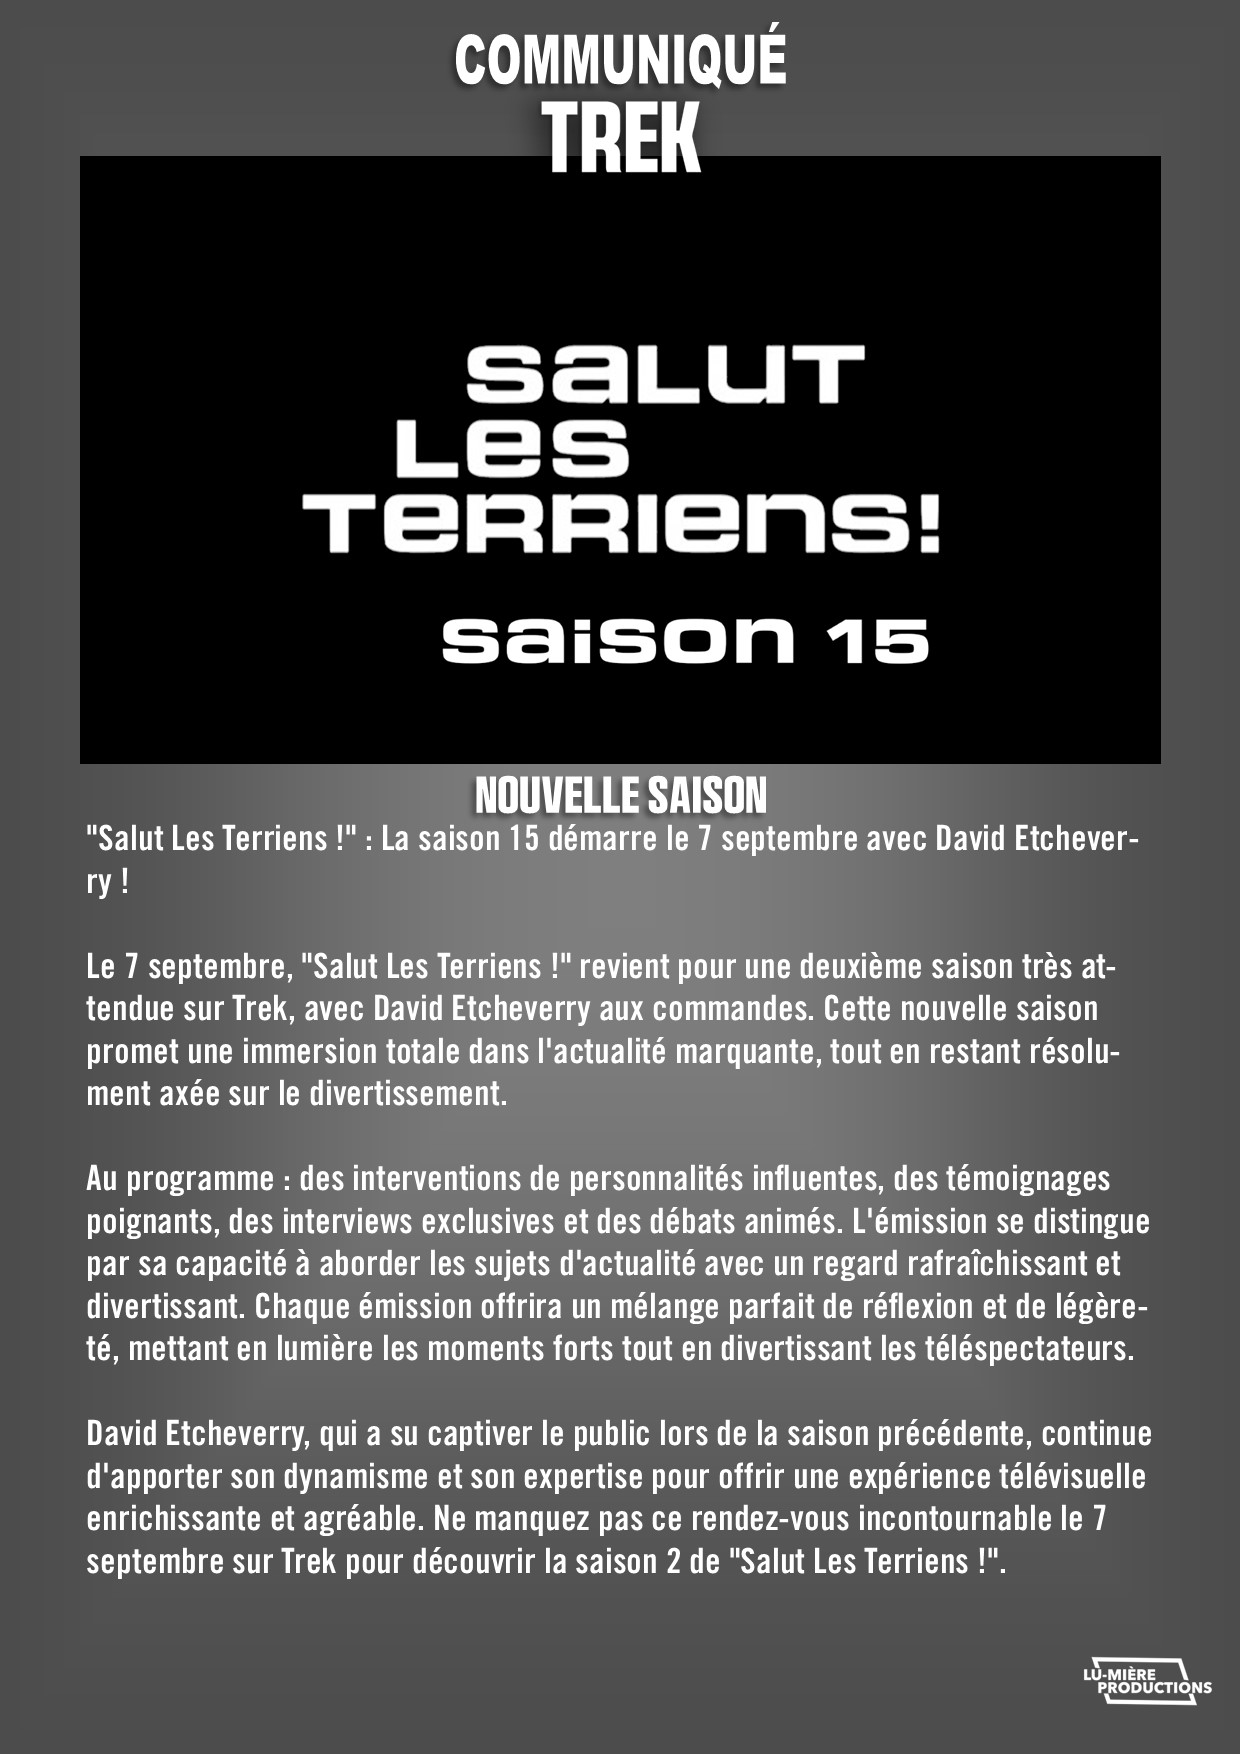 COMMUNIQUÉ
TREK
SaLUT
Les
TeRRIens!
saison 15
NOUVELLE SAISON
"Salut Les Terriens !" : La saison 15 démarre le 7 septembre avec David Etchever-
ry !
Le 7 septembre, "Salut Les Terriens !" revient pour une deuxième saison très at-
tendue sur Trek, avec David Etcheverry aux commandes. Cette nouvelle saison
promet une immersion totale dans l'actualité marquante, tout en restant résolu-
ment axée sur le divertissement.
Au programme : des interventions de personnalités influentes, des témoignages
poignants, des interviews exclusives et des débats animés. L'émission se distingue
par sa capacité à aborder les sujets d'actualité avec un regard rafraîchissant et
divertissant. Chaque émission offrira un mélange parfait de réflexion et de légère-
té, mettant en lumière les moments forts tout en divertissant les téléspectateurs.
David Etcheverry, qui a su captiver le public lors de la saison précédente, continue
d'apporter son dynamisme et son expertise pour offrir une expérience télévisuelle
enrichissante et agréable. Ne manquez pas ce rendez-vous incontournable le 7
septembre sur Trek pour découvrir la saison 2 de "Salut Les Terriens !".
LU-MIÈRE
PRODUCTIONS